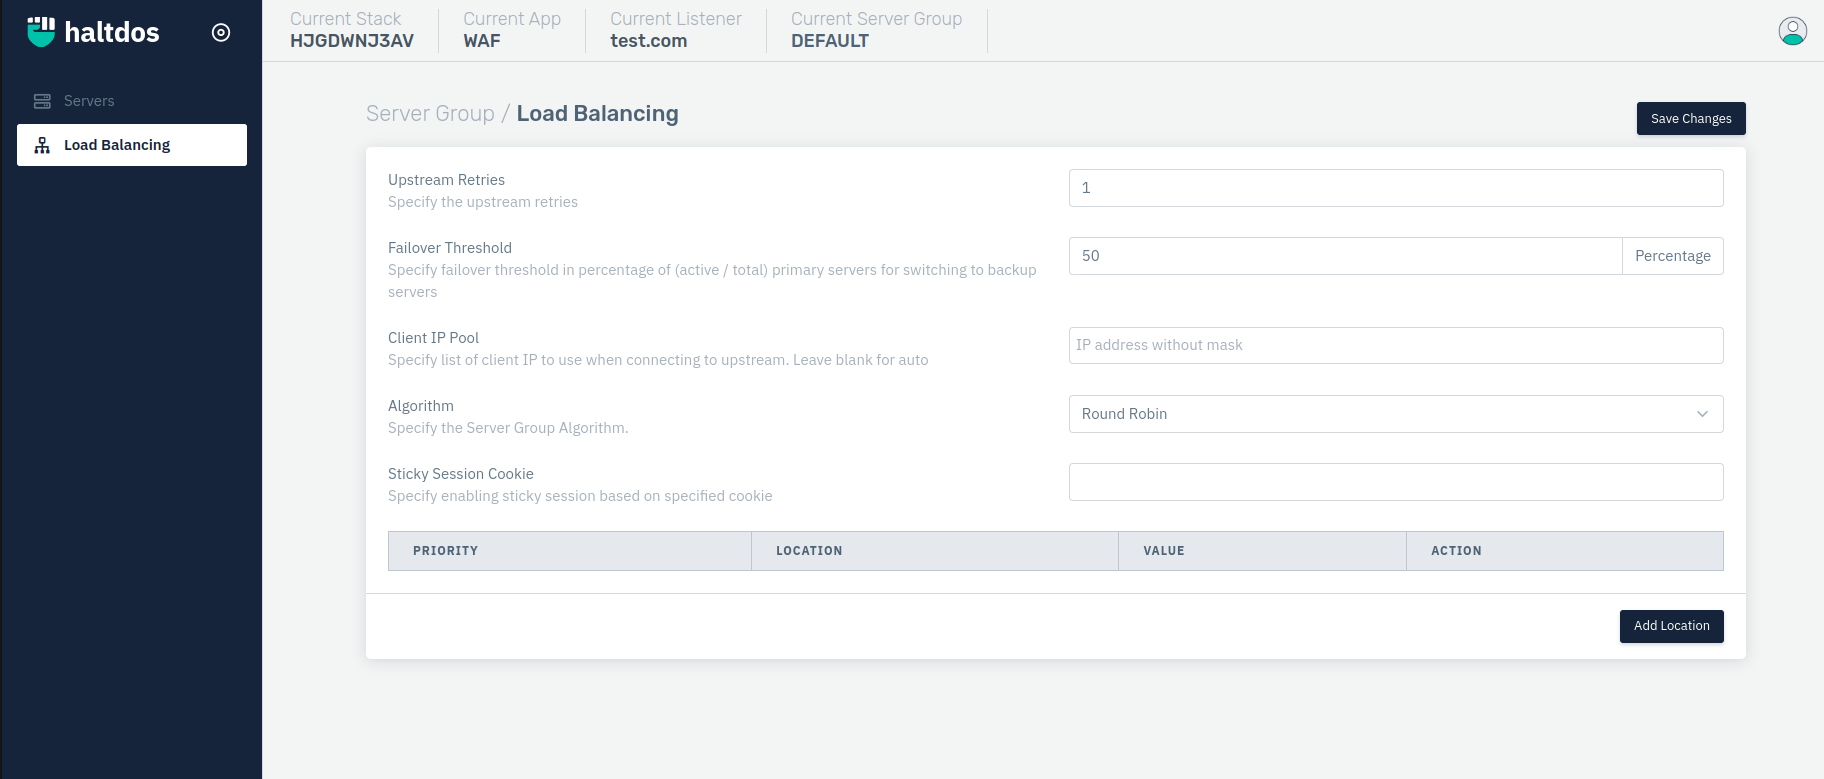 haltdos
Servers
Load Balancing
Current Stack
HJGDWNJ3AV
Current App
WAF
Current Listener
test.com
Current Server Group
DEFAULT
Server Group / Load Balancing
Save Changes
Upstream Retries
Specify the upstream retries
1
Failover Threshold
Specify failover threshold in percentage of (active / total) primary servers for switching to backup
servers
50
Percentage
Client IP Pool
Specify list of client IP to use when connecting to upstream. Leave blank for auto
IP address without mask
Algorithm
Specify the Server Group Algorithm.
Round Robin
Sticky Session Cookie
Specify enabling sticky session based on specified cookie
PRIORITY LOCATION VALUE ACTION
Add Location